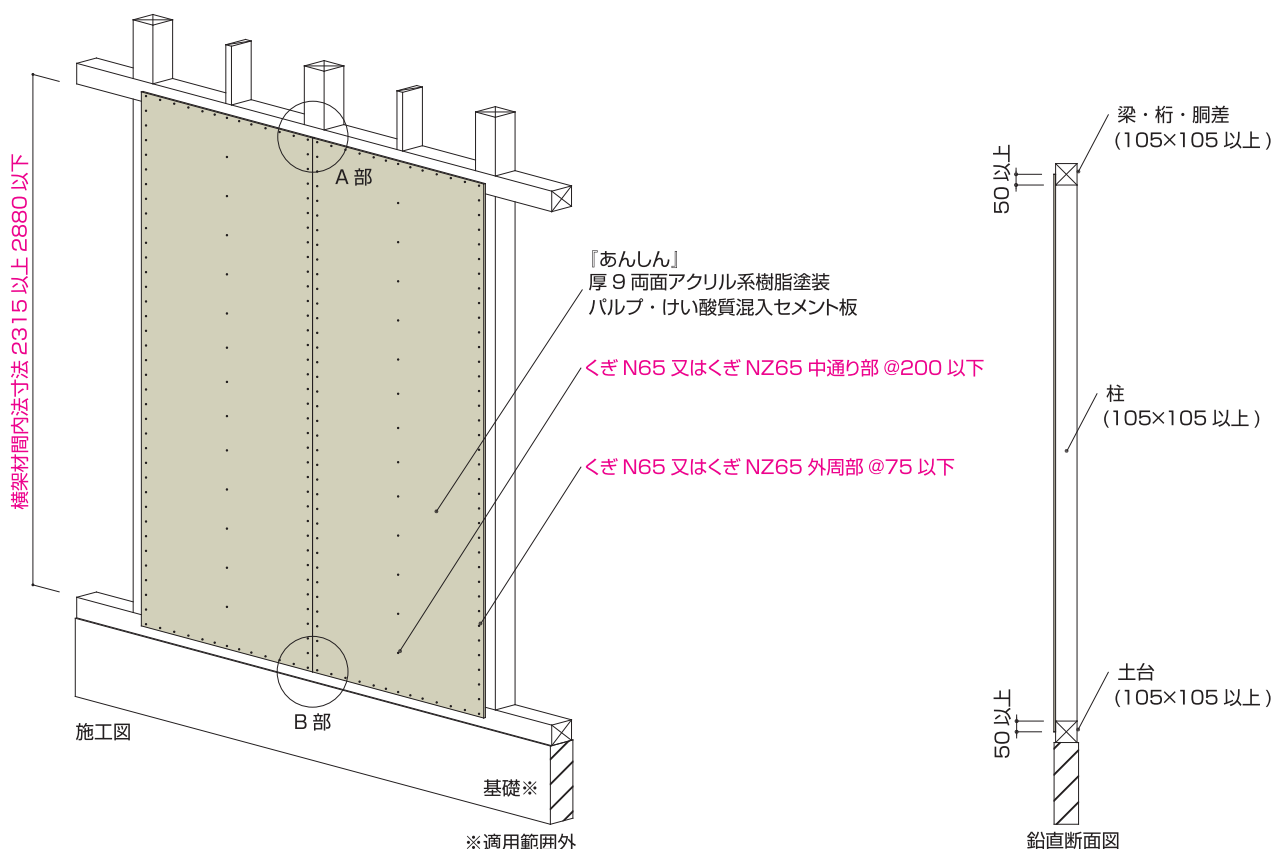 横架材間内法寸法 2315 以上 2880 以下
A 部
『あんしん』
厚 9 両面アクリル系樹脂塗装
パルプ・けい酸質混入セメント板
くぎ N65 又はくぎ NZ65 中通り部 @200 以下
くぎ N65 又はくぎ NZ65 外周部 @75 以下
B 部
施工図
基礎※
※適用範囲外
梁・桁・胴差
(105×105 以上 )
50 以上
柱
(105×105 以上 )
土台
(105×105 以上 )
50 以上
鉛直断面図